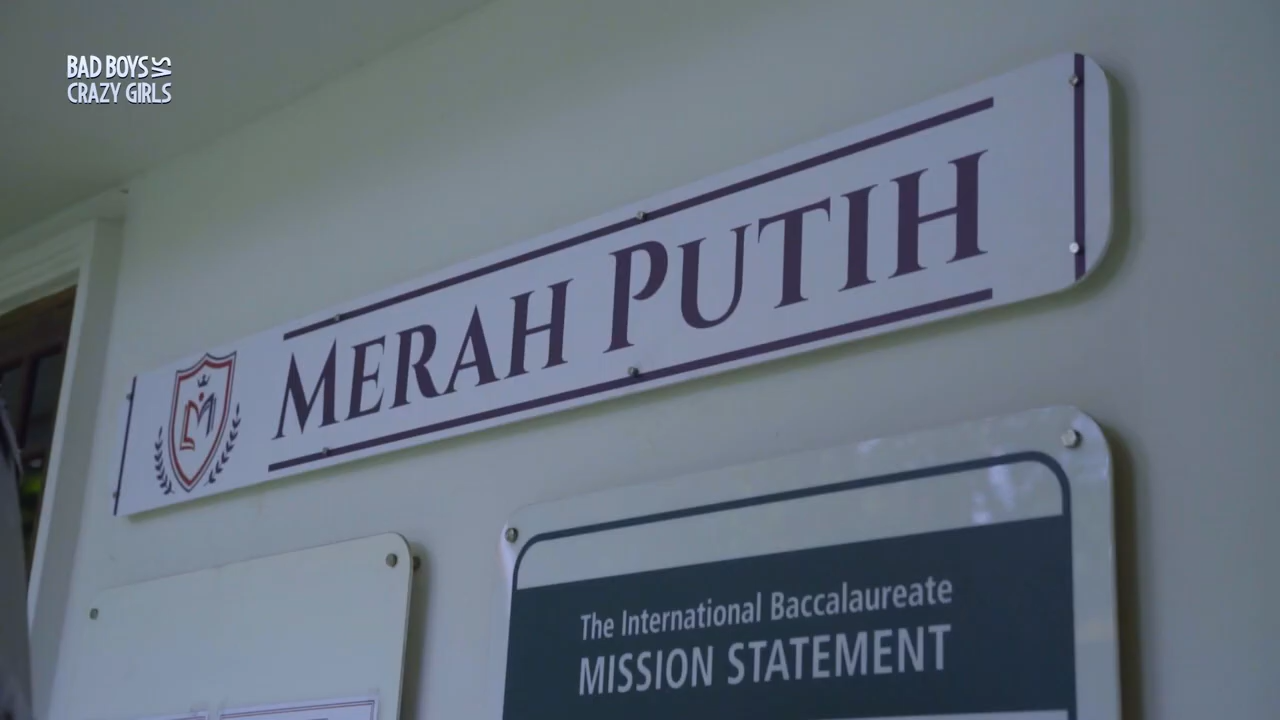 BAD BOYS VS
CRAZY GIRLS
MERAH PUTIH
The International Baccalaureate
MISSION STATEMENT